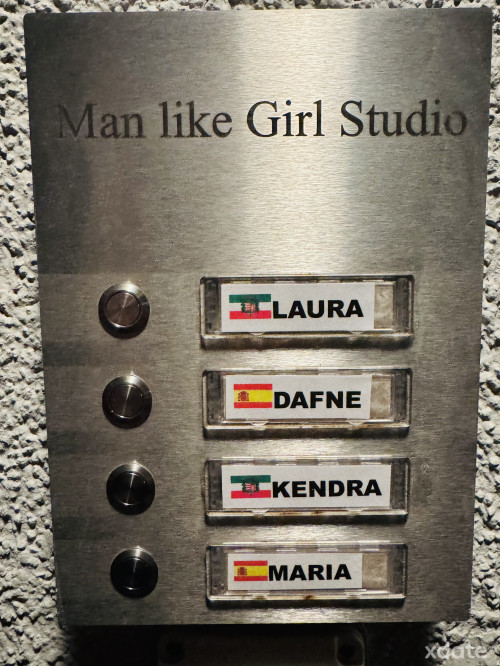 Man like Girl Studio
LAURA
DAFNE
KENDRA
MARIA
xdate